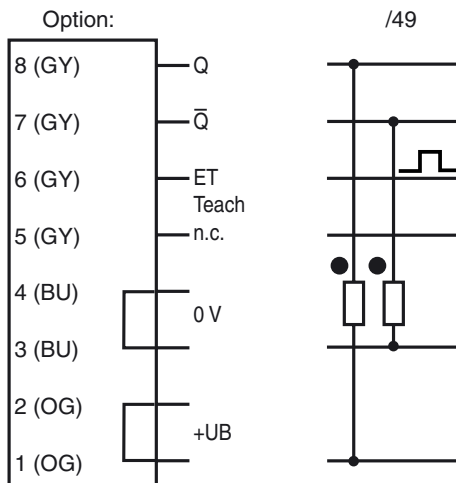 Option: /49
8 (GY) Q
7 (GY) Q̅
6 (GY) ET
Teach
5 (GY) n.c.
4 (BU)
0 V
3 (BU)
2 (OG)
+UB
1 (OG)